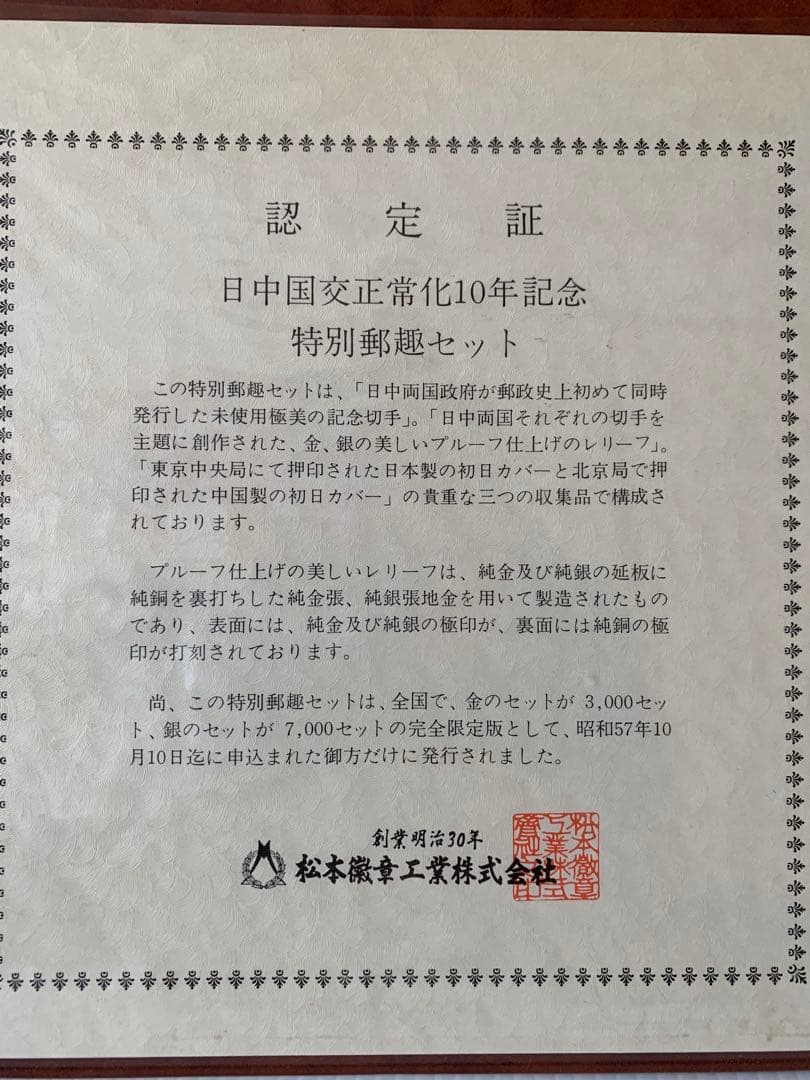 認定証
日中国交正常化10年記念
特別郵趣セット
この特別郵趣セットは、「日中両国政府が郵政史上初めて同時
発行した未使用極美の記念切手」。「日中両国それぞれの切手を
主題に創作された、金、銀の美しいプルーフ仕上げのレリーフ」。
「東京中央局にて押印された日本製の初日カバーと北京局で押
印された中国製の初日カバー」の貴重な三つの収集品で構成さ
れております。
プルーフ仕上げの美しいレリーフは、純金及び純銀の延板に
純銅を裏打ちした純金張、純銀張地金を用いて製造されたもの
であり、表面には、純金及び純銀の極印が、裏面には純銅の極
印が打刻されております。
尚、この特別郵趣セットは、全国で、金のセットが 3,000セッ
ト、銀のセットが 7,000セットの完全限定版として、昭和57年10
月10日迄に申込まれた御方だけに発行されました。
創業明治30年
松本徽章工業株式会社